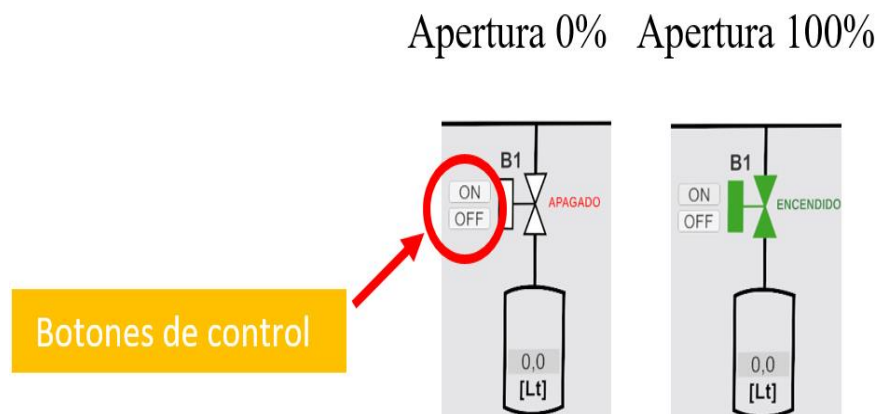 Apertura 0% Apertura 100%
B1
ON
OFF
APAGADO
B1
ON
OFF
ENCENDIDO
Botones de control
0,0
[Lt]
0,0
[Lt]